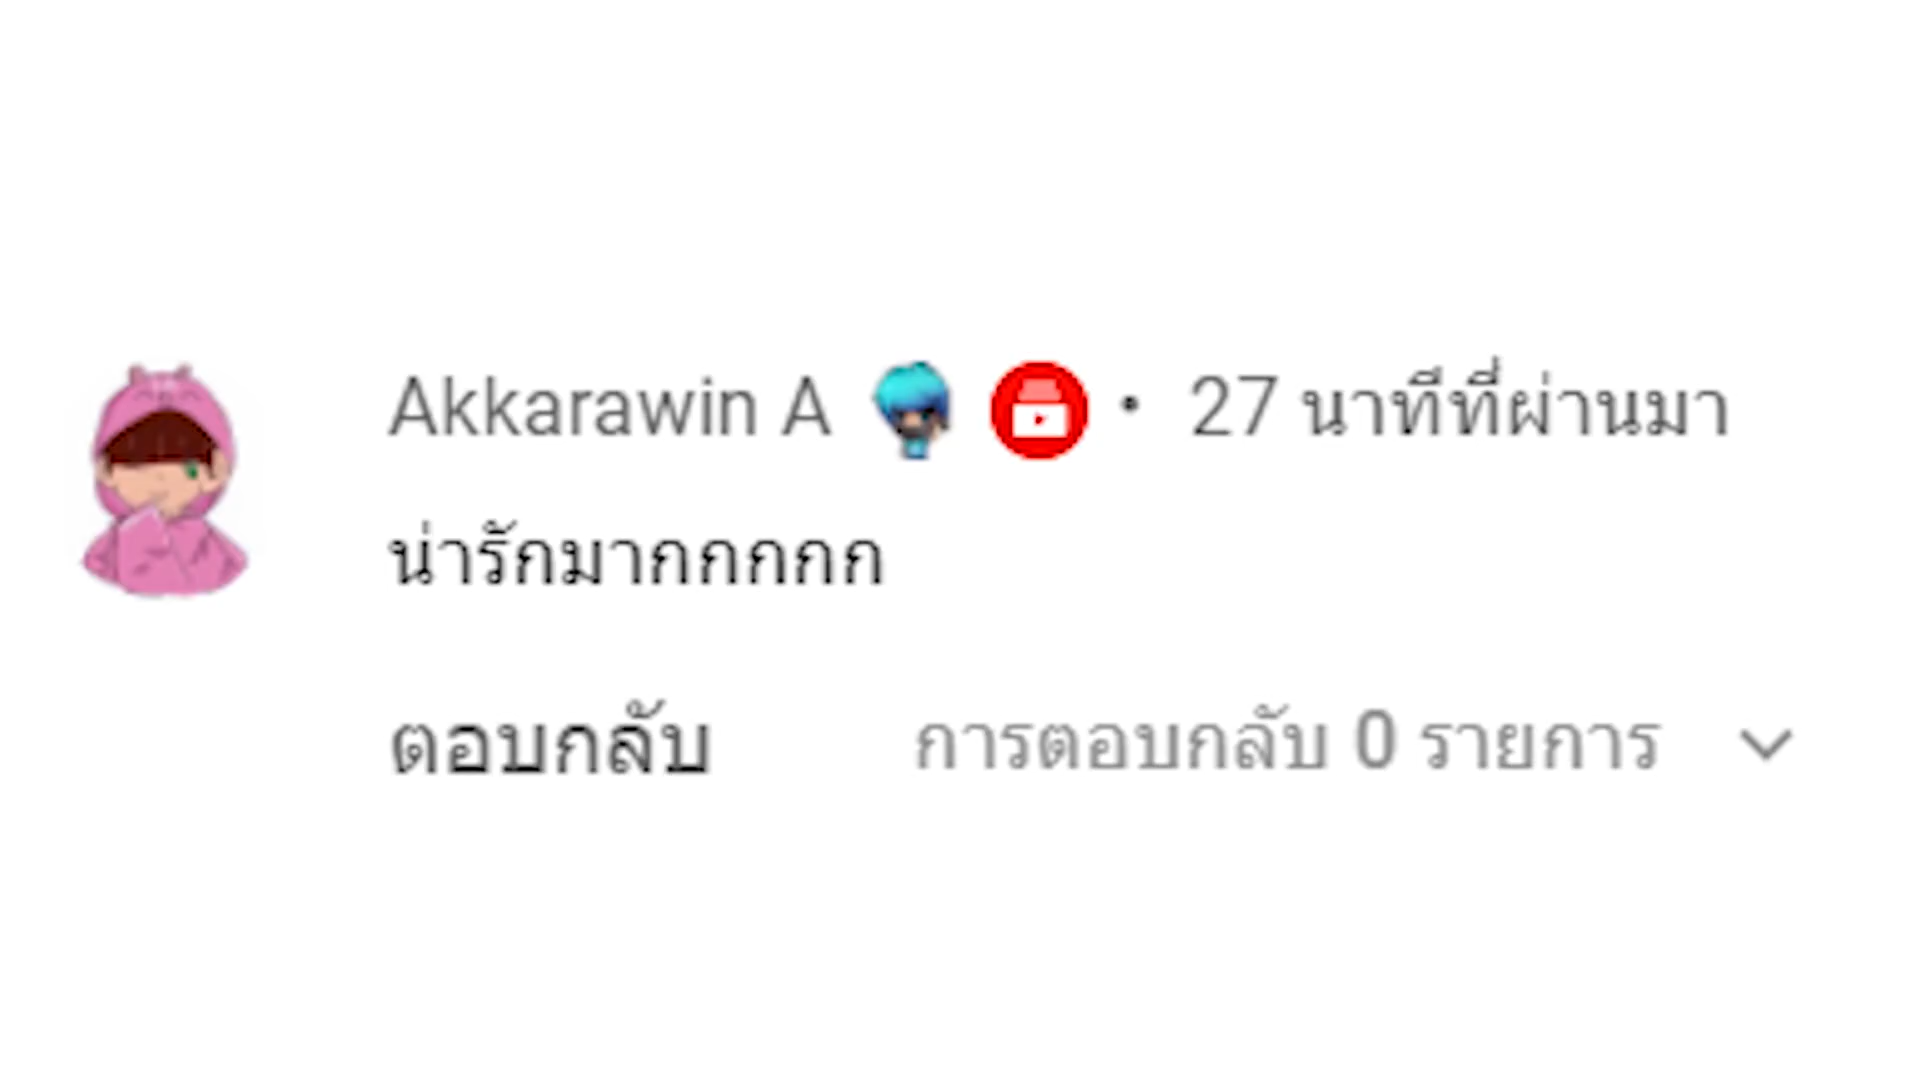 Akkarawin A • 27 นาทีที่ผ่านมา
น่ารักมากกกกกก
ตอบกลับ การตอบกลับ 0 รายการ